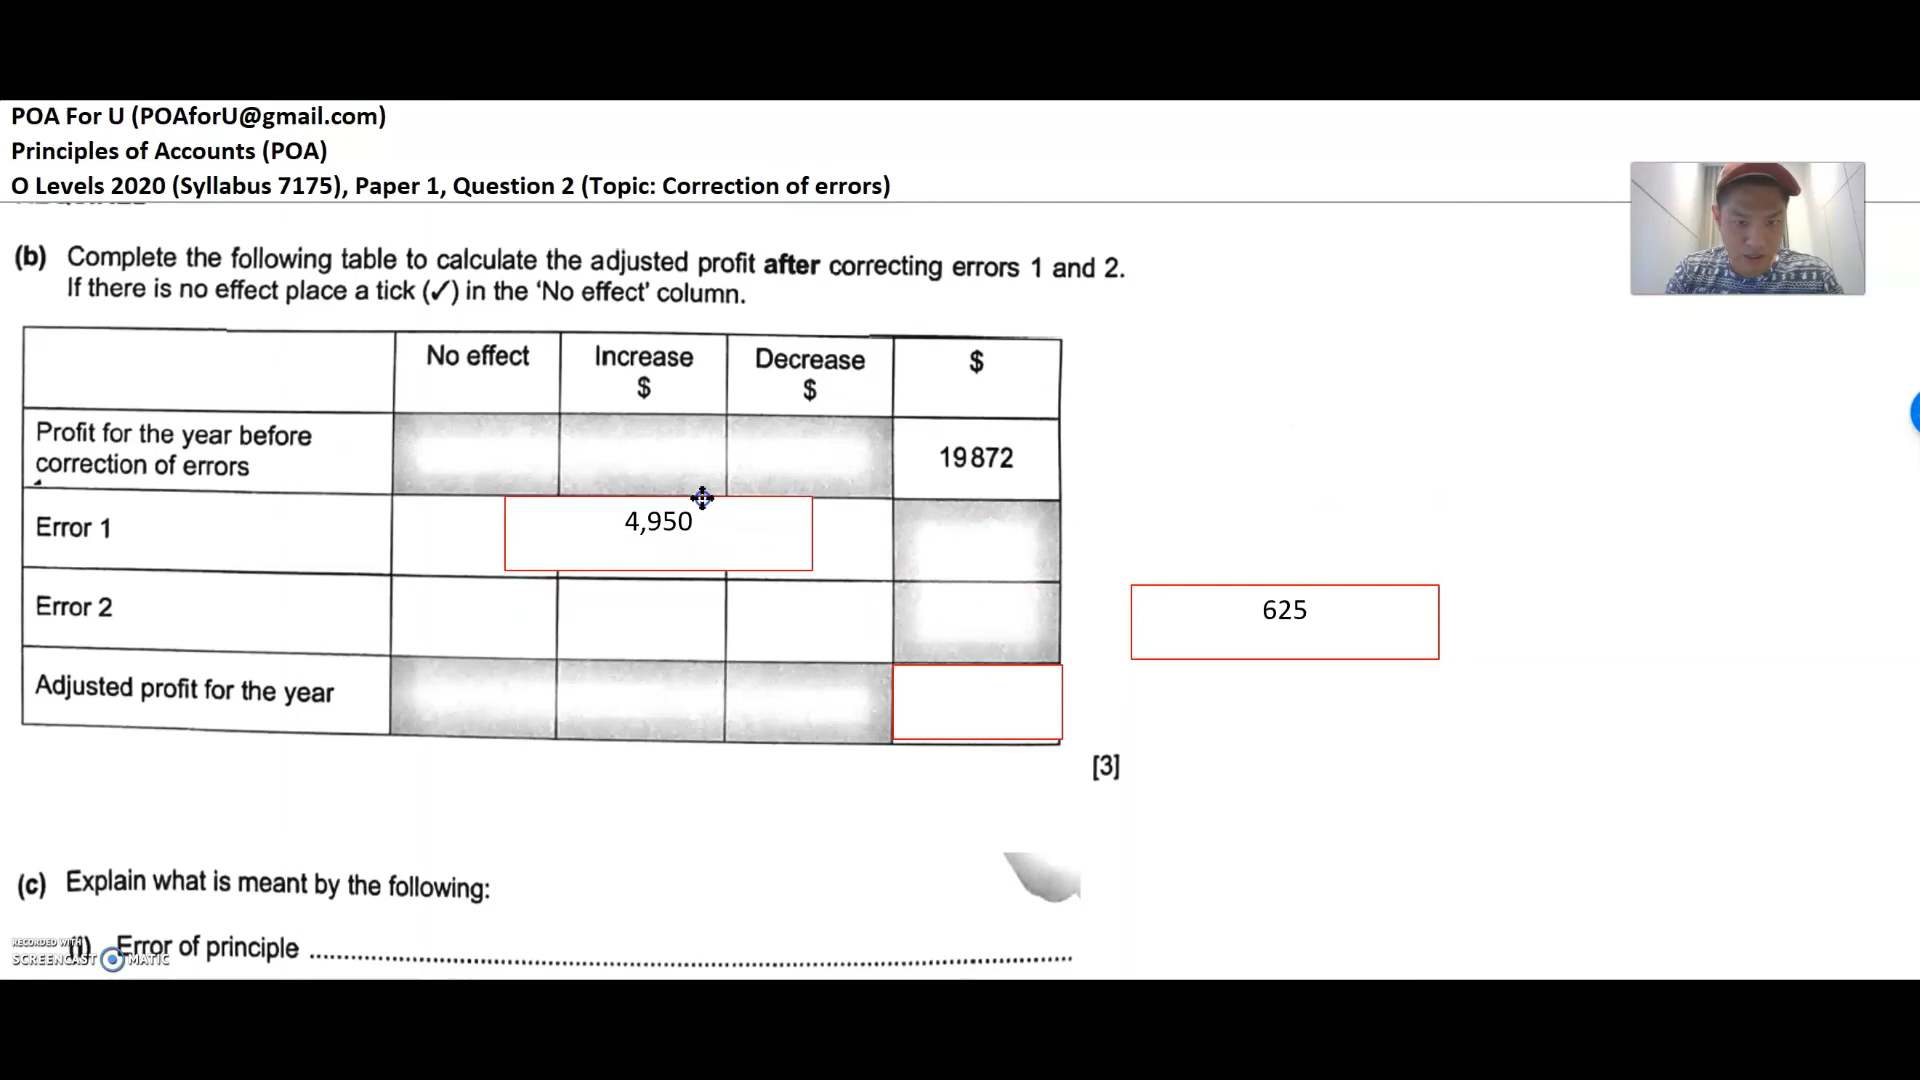 POA For U (POAforU@gmail.com)
Principles of Accounts (POA)
O Levels 2020 (Syllabus 7175), Paper 1, Question 2 (Topic: Correction of errors)
(b) Complete the following table to calculate the adjusted profit after correcting errors 1 and 2.
If there is no effect place a tick (✓) in the ‘No effect’ column.
No effect Increase $ Decrease $ $
Profit for the year before correction of errors 19 872
Error 1 4,950
Error 2 625
Adjusted profit for the year
[3]
(c) Explain what is meant by the following:
(i) Error of principle
RECORDED WITH
SCREENCAST MATIC